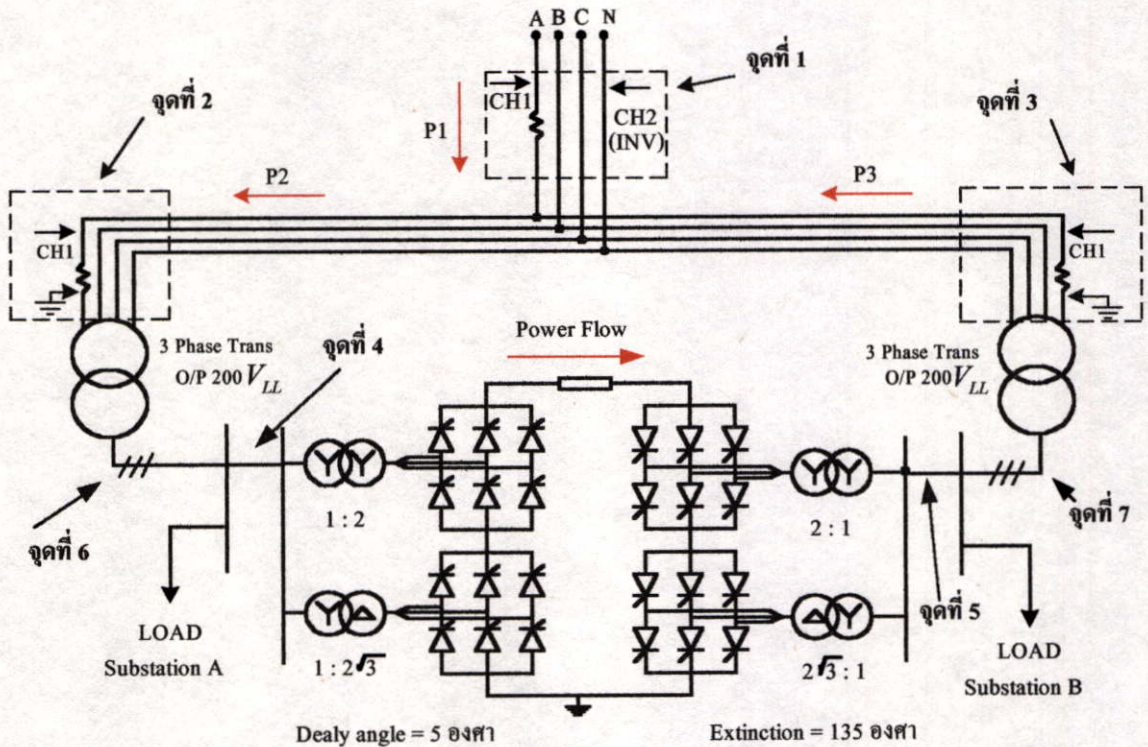 A B C N
จุดที่ 1
จุดที่ 2
จุดที่ 3
CH1
CH2
(INV)
P1
P2
P3
CH1
CH1
Power Flow
3 Phase Trans
O/P 200 V_LL
จุดที่ 4
3 Phase Trans
O/P 200 V_LL
จุดที่ 6
1 : 2
2 : 1
จุดที่ 7
จุดที่ 5
LOAD
Substation A
1 : 2√3
2√3 : 1
LOAD
Substation B
Dealy angle = 5 องศา
Extinction = 135 องศา